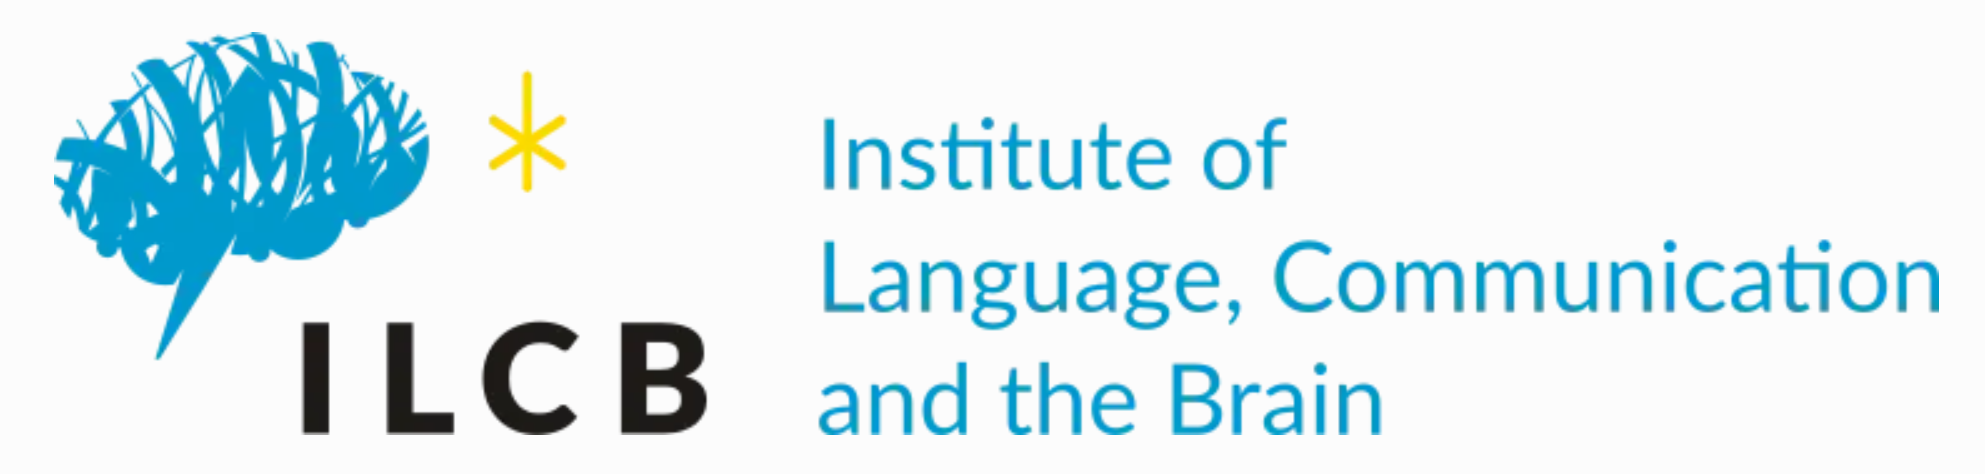 ILCB
Institute of
Language, Communication
and the Brain